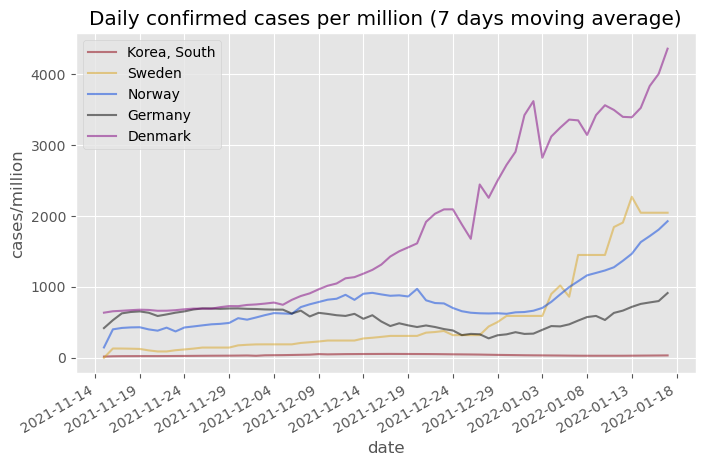 Daily confirmed cases per million (7 days moving average)
Korea, South
Sweden
Norway
Germany
Denmark
cases/million
4000
3000
2000
1000
0
2021-11-14
2021-11-19
2021-11-24
2021-11-29
2021-12-04
2021-12-09
2021-12-14
2021-12-19
2021-12-24
2021-12-29
2022-01-03
2022-01-08
2022-01-13
2022-01-18
date